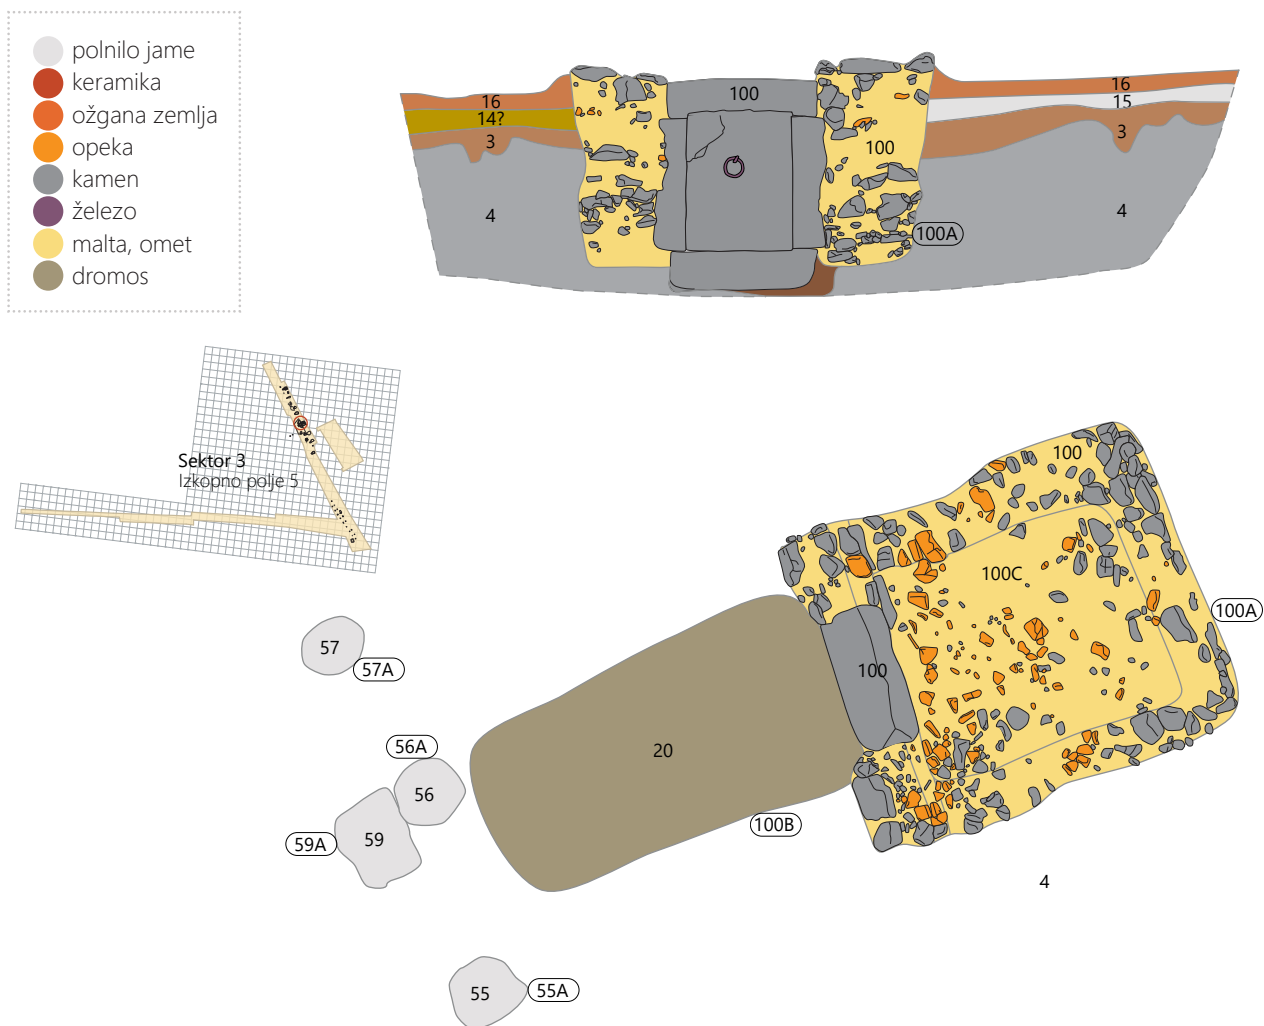 polnilo jame
keramika
ožgana zemlja
opeka
kamen
železo
malta, omet
dromos
16
14?
3
4
100
100
16
15
3
4
100A
Sektor 3
Izkopno polje 5
100
100C
100A
100
57
57A
56A
56
59A
59
20
100B
4
55
55A